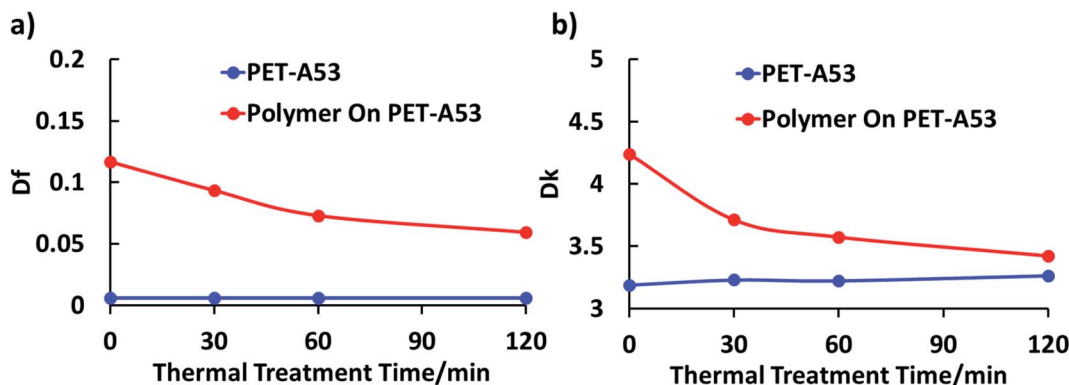 a)
0.2
0.15
0.1
0.05
0
Df
PET-A53
Polymer On PET-A53
0 30 60 90 120
Thermal Treatment Time/min
b)
5
4.5
4
3.5
3
Dk
PET-A53
Polymer On PET-A53
0 30 60 90 120
Thermal Treatment Time/min